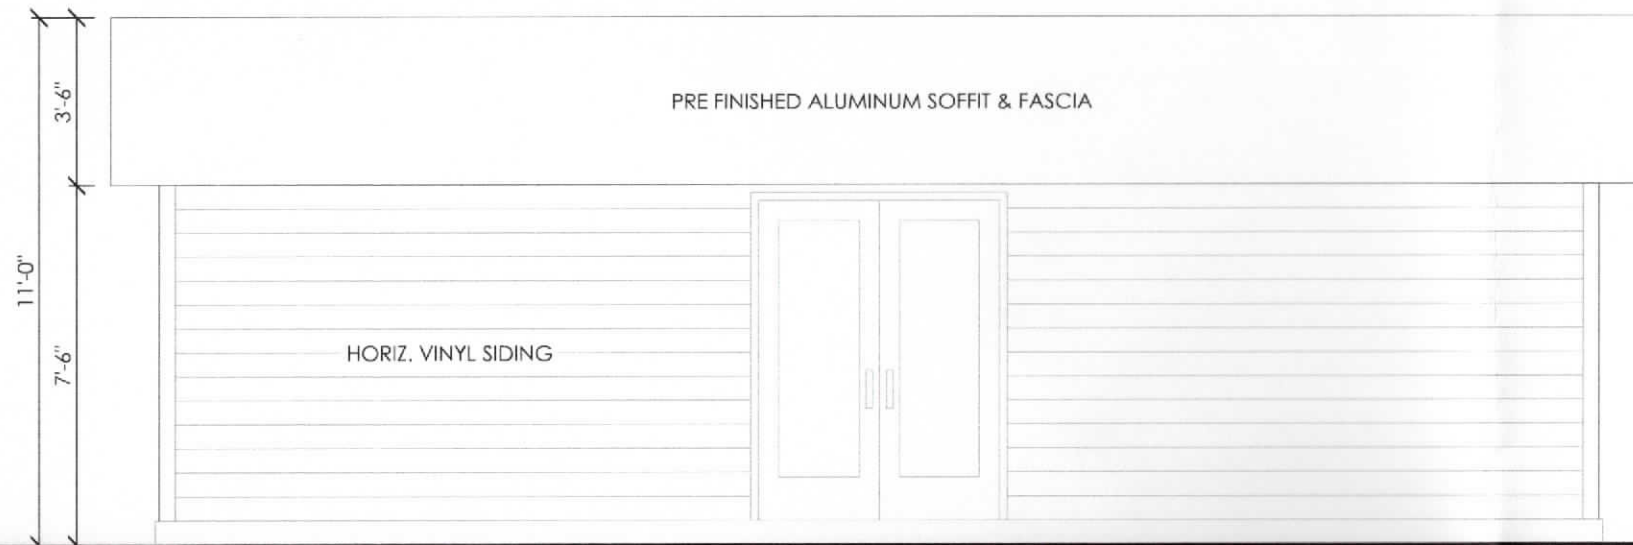 3'-6"
PRE FINISHED ALUMINUM SOFFIT & FASCIA
11'-0"
7'-6"
HORIZ. VINYL SIDING